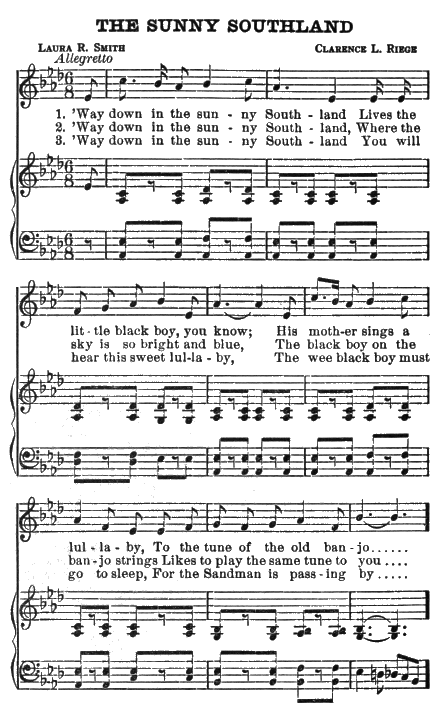 THE SUNNY SOUTHLAND
LAURA R. SMITH
CLARENCE L. RIEGE
Allegretto
1. 'Way down in the sun - ny South - land Lives the
2. 'Way down in the sun - ny South - land, Where the
3. 'Way down in the sun - ny South - land You will
lit - tle black boy, you know; His moth-er sings a
sky is so bright and blue, The black boy on the
hear this sweet lul - la - by, The wee black boy must
lul - la - by, To the tune of the old ban - jo......
ban - jo strings Likes to play the same tune to you ....
go to sleep, For the Sandman is pass - ing by .....